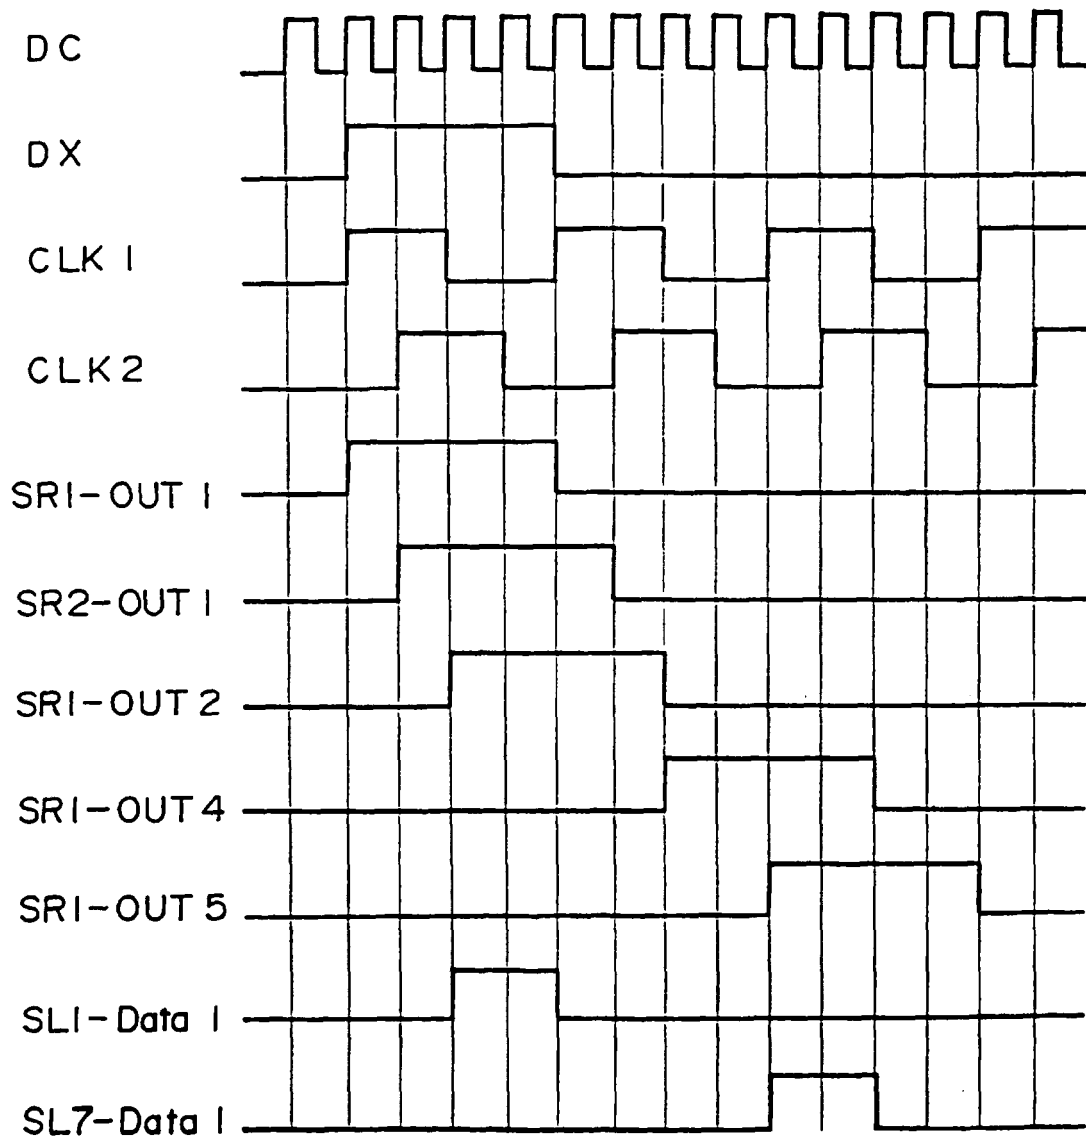 DC
DX
CLK 1
CLK2
SR1-OUT 1
SR2-OUT 1
SR1-OUT 2
SR1-OUT 4
SR1-OUT 5
SL1-Data 1
SL7-Data 1